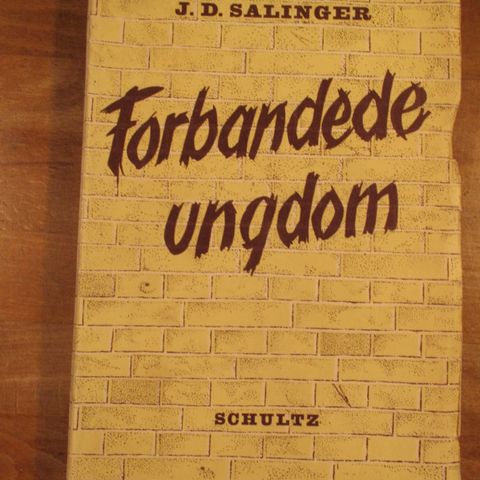 J. D. SALINGER
Forbandede
ungdom
SCHULTZ